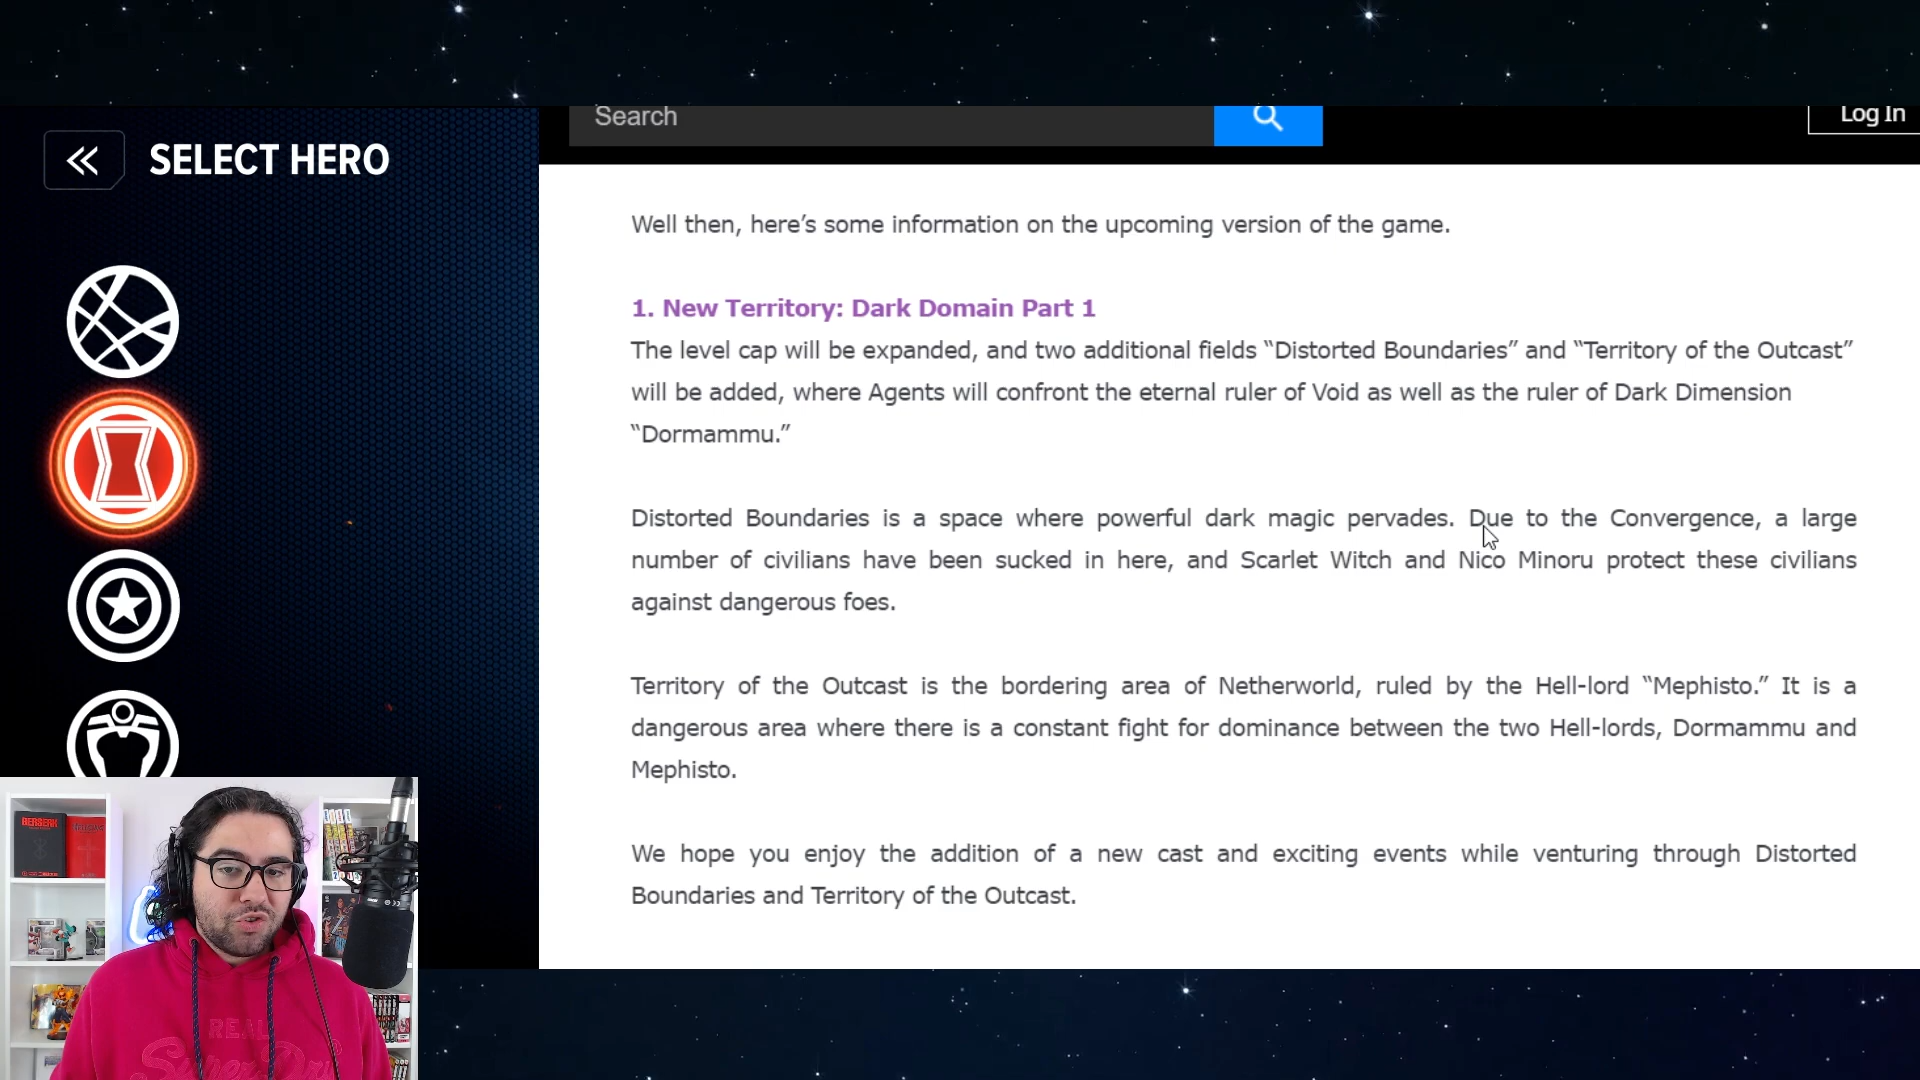 Search
Log In
SELECT HERO
Well then, here’s some information on the upcoming version of the game.
1. New Territory: Dark Domain Part 1
The level cap will be expanded, and two additional fields “Distorted Boundaries” and “Territory of the Outcast”
will be added, where Agents will confront the eternal ruler of Void as well as the ruler of Dark Dimension
“Dormammu.”
Distorted Boundaries is a space where powerful dark magic pervades. Due to the Convergence, a large
number of civilians have been sucked in here, and Scarlet Witch and Nico Minoru protect these civilians
against dangerous foes.
Territory of the Outcast is the bordering area of Netherworld, ruled by the Hell-lord “Mephisto.” It is a
dangerous area where there is a constant fight for dominance between the two Hell-lords, Dormammu and
Mephisto.
We hope you enjoy the addition of a new cast and exciting events while venturing through Distorted
Boundaries and Territory of the Outcast.
BERSERK
REAL